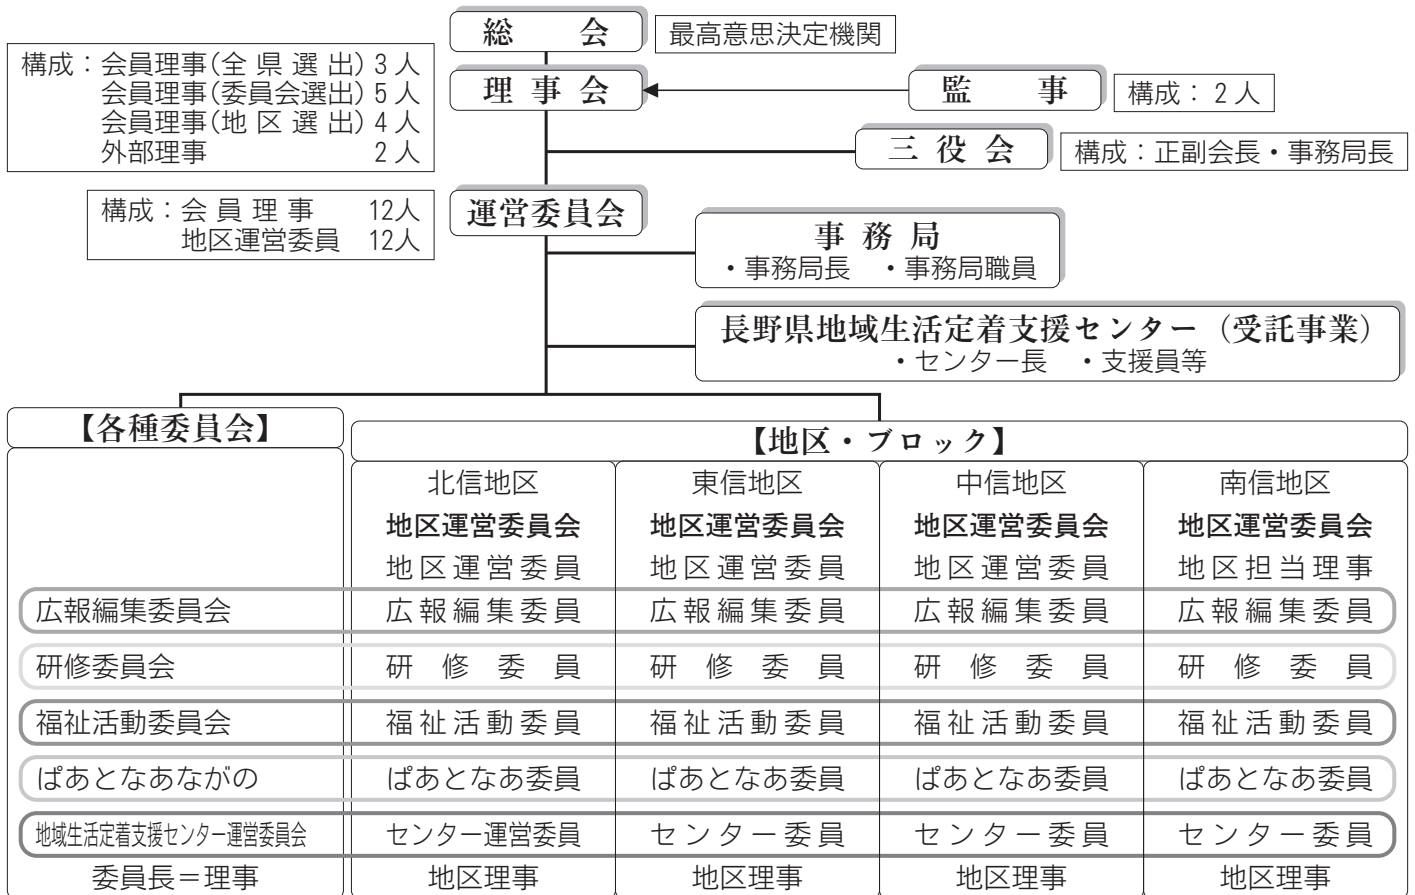 総　会
最高意思決定機関
構成：会員理事(全県選出)３人
会員理事(委員会選出)５人
会員理事(地区選出)４人
外部理事　２人
理事会
監　事
構成：２人
三役会
構成：正副会長・事務局長
構成：会員理事　12人
地区運営委員　12人
運営委員会
事務局
・事務局長　・事務局職員
長野県地域生活定着支援センター（受託事業）
・センター長　・支援員等
【各種委員会】
【地区・ブロック】
北信地区　東信地区　中信地区　南信地区
地区運営委員会　地区運営委員会　地区運営委員会　地区運営委員会
地区運営委員　地区運営委員　地区運営委員　地区担当理事
広報編集委員会　広報編集委員　広報編集委員　広報編集委員　広報編集委員
研修委員会　研修委員　研修委員　研修委員　研修委員
福祉活動委員会　福祉活動委員　福祉活動委員　福祉活動委員　福祉活動委員
ぱあとなあながの　ぱあとなあ委員　ぱあとなあ委員　ぱあとなあ委員　ぱあとなあ委員
地域生活定着支援センター運営委員会　センター運営委員　センター委員　センター委員　センター委員
委員長＝理事　地区理事　地区理事　地区理事　地区理事